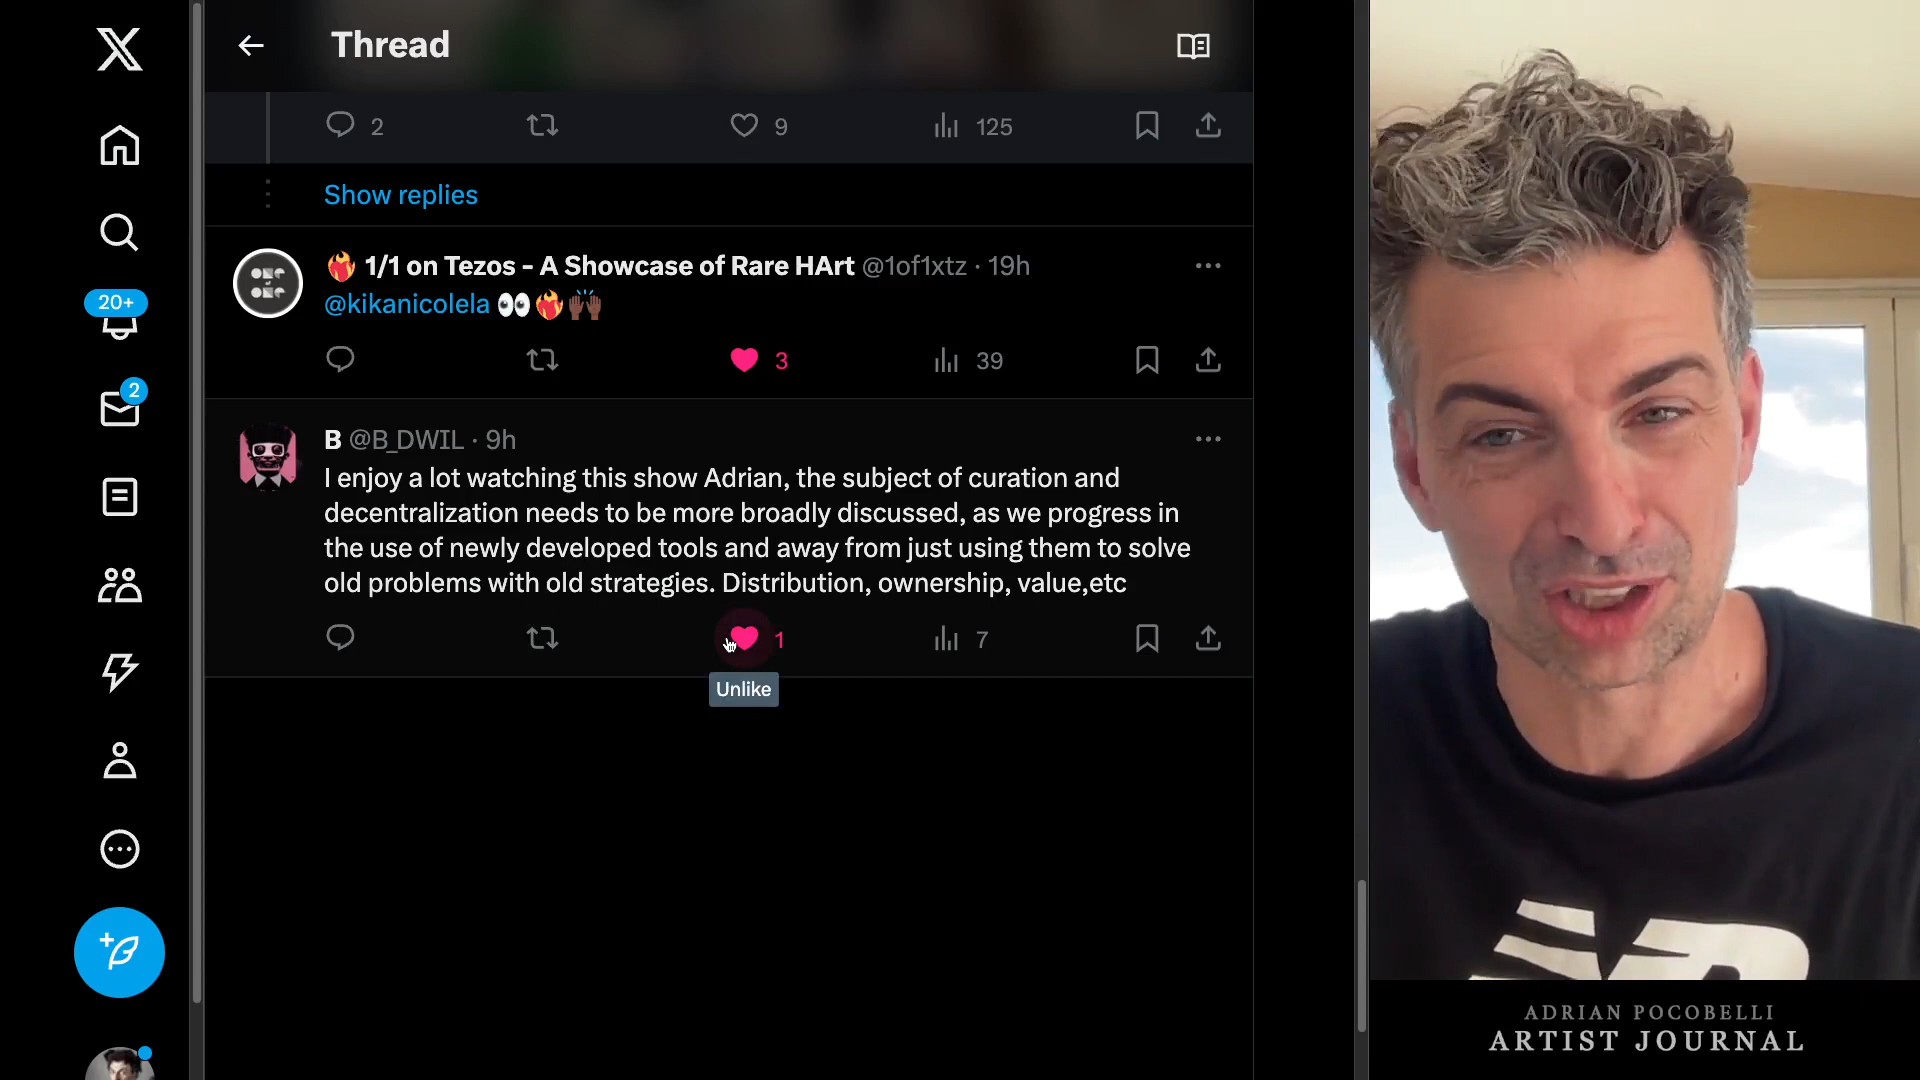 Thread
2 9 125
Show replies
20+
❤️‍🔥 1/1 on Tezos - A Showcase of Rare HArt @1of1xtz · 19h
@kikanicolela 👀❤️‍🔥🙌🏾
3 39
2
B @B_DWIL · 9h
I enjoy a lot watching this show Adrian, the subject of curation and
decentralization needs to be more broadly discussed, as we progress in
the use of newly developed tools and away from just using them to solve
old problems with old strategies. Distribution, ownership, value,etc
1 7
Unlike
ADRIAN POCOBELLI
ARTIST JOURNAL